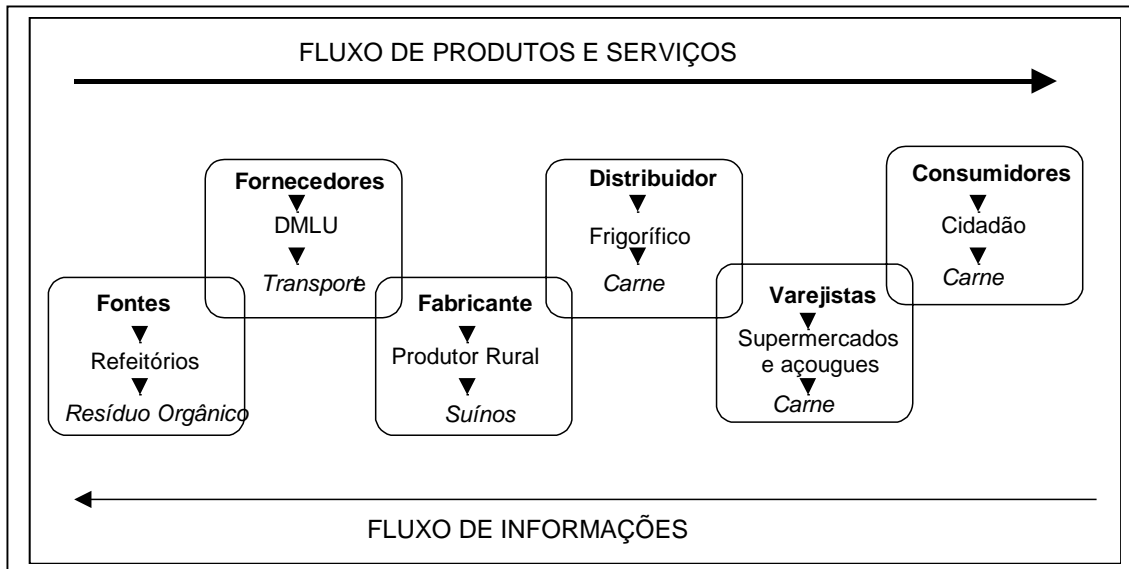 FLUXO DE PRODUTOS E SERVIÇOS
Fontes
Refeitórios
Resíduo Orgânico
Fornecedores
DMLU
Transporte
Fabricante
Produtor Rural
Suínos
Distribuidor
Frigorífico
Carne
Varejistas
Supermercados
e açougues
Carne
Consumidores
Cidadão
Carne
FLUXO DE INFORMAÇÕES